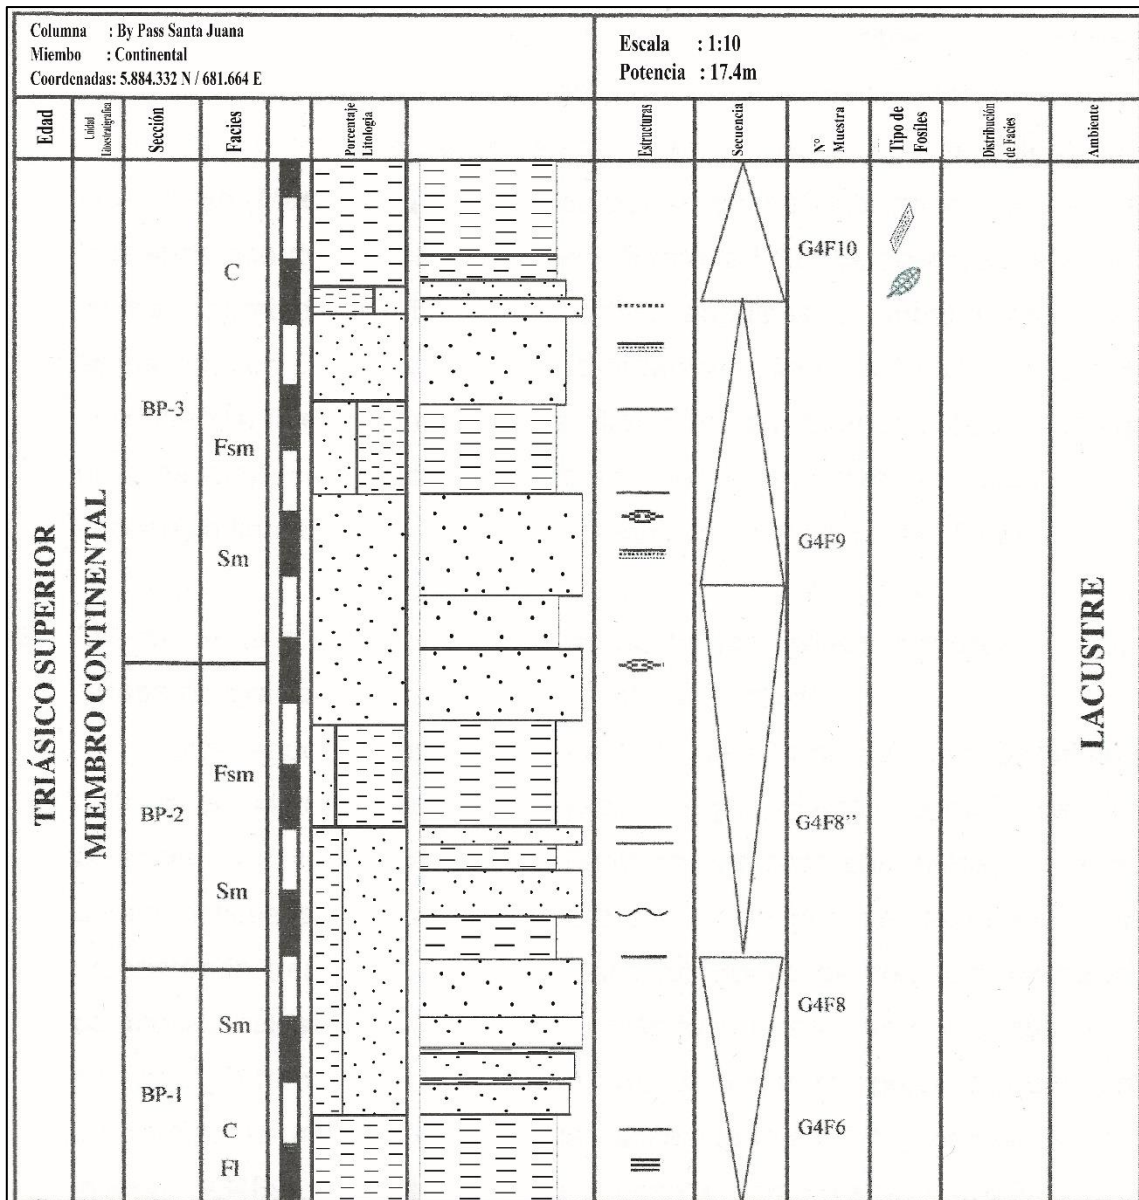 Columna : By Pass Santa Juana
Miembo : Continental
Coordenadas: 5.884.332 N / 681.664 E
Escala : 1:10
Potencia : 17.4m
Edad
Unidad
Litoestratigráfica
Sección
Facies
Porcentaje
Litología
Estructuras
Secuencia
N°
Muestra
Tipo de
Fosiles
Distribución
de Facies
Ambiente
TRIÁSICO SUPERIOR
MIEMBRO CONTINENTAL
BP-3
BP-2
BP-1
C
Fsm
Sm
Fsm
Sm
Sm
C
Fl
G4F10
G4F9
G4F8’’
G4F8
G4F6
LACUSTRE